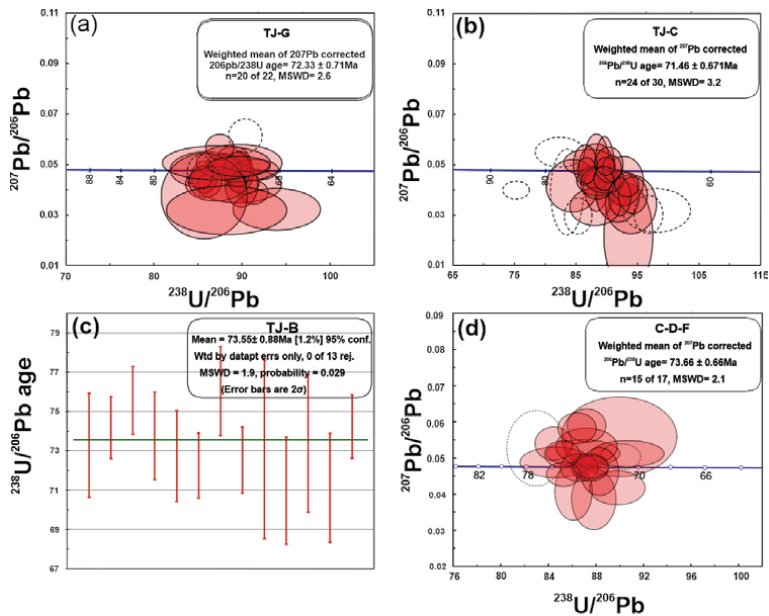 (a)
TJ-G
Weighted mean of 207Pb corrected
206pb/238U age= 72.33 ± 0.71Ma
n=20 of 22, MSWD= 2.6
0.11
0.09
0.07
0.05
0.03
0.01
207Pb/206Pb
88
84
80
64
70
80
90
100
238U/206Pb
(b)
TJ-C
Weighted mean of 207Pb corrected
206Pb/238U age= 71.46 ± 0.671Ma
n=24 of 30, MSWD= 3.2
0.11
0.09
0.07
0.05
0.03
0.01
207Pb/206Pb
90
60
65
75
85
95
105
115
238U/206Pb
(c)
TJ-B
Mean = 73.55± 0.88Ma [1.2%] 95% conf.
Wtd by datapt errs only, 0 of 13 rej.
MSWD = 1.9, probability = 0.029
(Error bars are 2σ)
79
77
75
73
71
69
67
238U/206Pb age
(d)
C-D-F
Weighted mean of 207Pb corrected
206Pb/238U age= 73.66 ± 0.66Ma
n=15 of 17, MSWD= 2.1
0.09
0.08
0.07
0.06
0.05
0.04
0.03
0.02
207Pb/206Pb
82
78
70
66
76
80
84
88
92
96
100
238U/206Pb